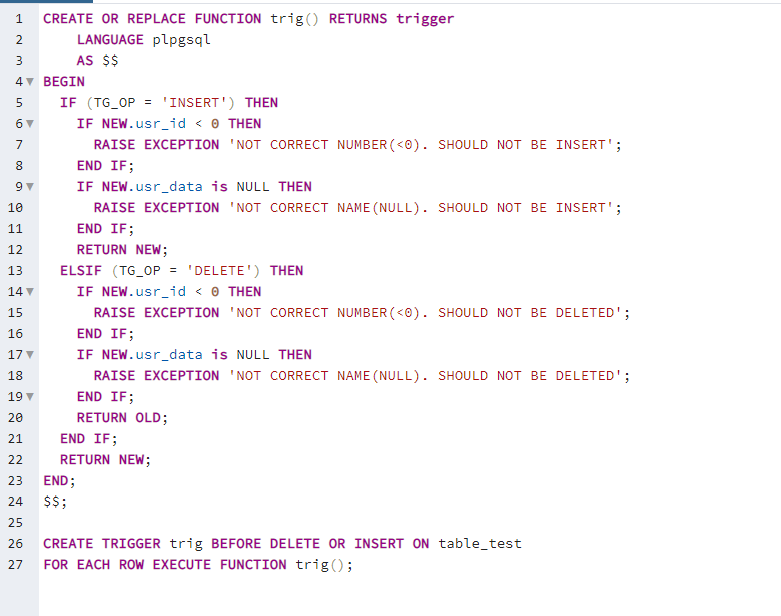 1 CREATE OR REPLACE FUNCTION trig() RETURNS trigger
2 LANGUAGE plpgsql
3 AS $$
4 BEGIN
5 IF (TG_OP = 'INSERT') THEN
6 IF NEW.usr_id < 0 THEN
7 RAISE EXCEPTION 'NOT CORRECT NUMBER(<0). SHOULD NOT BE INSERT';
8 END IF;
9 IF NEW.usr_data is NULL THEN
10 RAISE EXCEPTION 'NOT CORRECT NAME(NULL). SHOULD NOT BE INSERT';
11 END IF;
12 RETURN NEW;
13 ELSIF (TG_OP = 'DELETE') THEN
14 IF NEW.usr_id < 0 THEN
15 RAISE EXCEPTION 'NOT CORRECT NUMBER(<0). SHOULD NOT BE DELETED';
16 END IF;
17 IF NEW.usr_data is NULL THEN
18 RAISE EXCEPTION 'NOT CORRECT NAME(NULL). SHOULD NOT BE DELETED';
19 END IF;
20 RETURN OLD;
21 END IF;
22 RETURN NEW;
23 END;
24 $$;
25
26 CREATE TRIGGER trig BEFORE DELETE OR INSERT ON table_test
27 FOR EACH ROW EXECUTE FUNCTION trig();